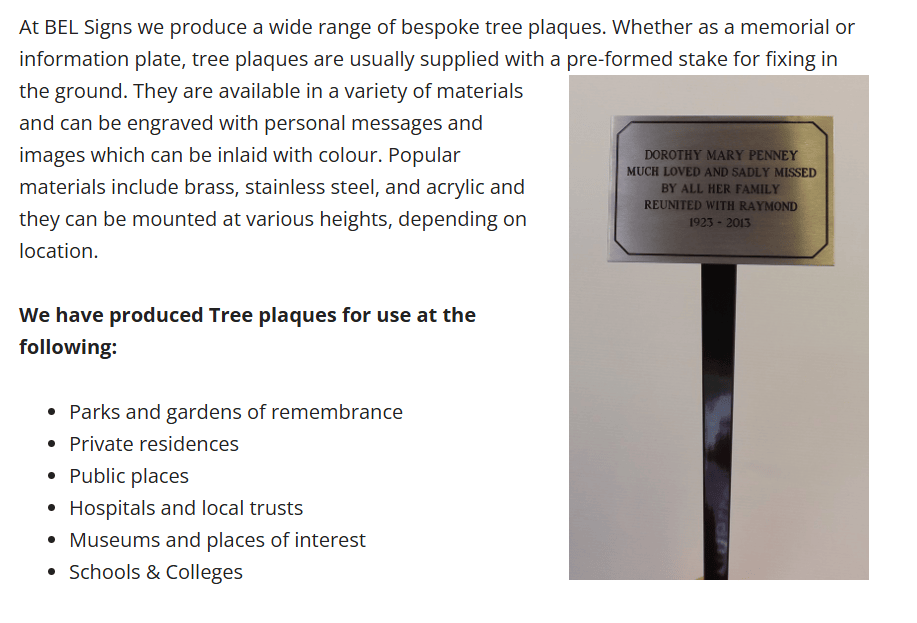 At BEL Signs we produce a wide range of bespoke tree plaques. Whether as a memorial or
information plate, tree plaques are usually supplied with a pre-formed stake for fixing in
the ground. They are available in a variety of materials
and can be engraved with personal messages and
images which can be inlaid with colour. Popular
materials include brass, stainless steel, and acrylic and
they can be mounted at various heights, depending on
location.
We have produced Tree plaques for use at the
following:
• Parks and gardens of remembrance
• Private residences
• Public places
• Hospitals and local trusts
• Museums and places of interest
• Schools & Colleges
DOROTHY MARY PENNEY
MUCH LOVED AND SADLY MISSED
BY ALL HER FAMILY
REUNITED WITH RAYMOND
1923 - 2013